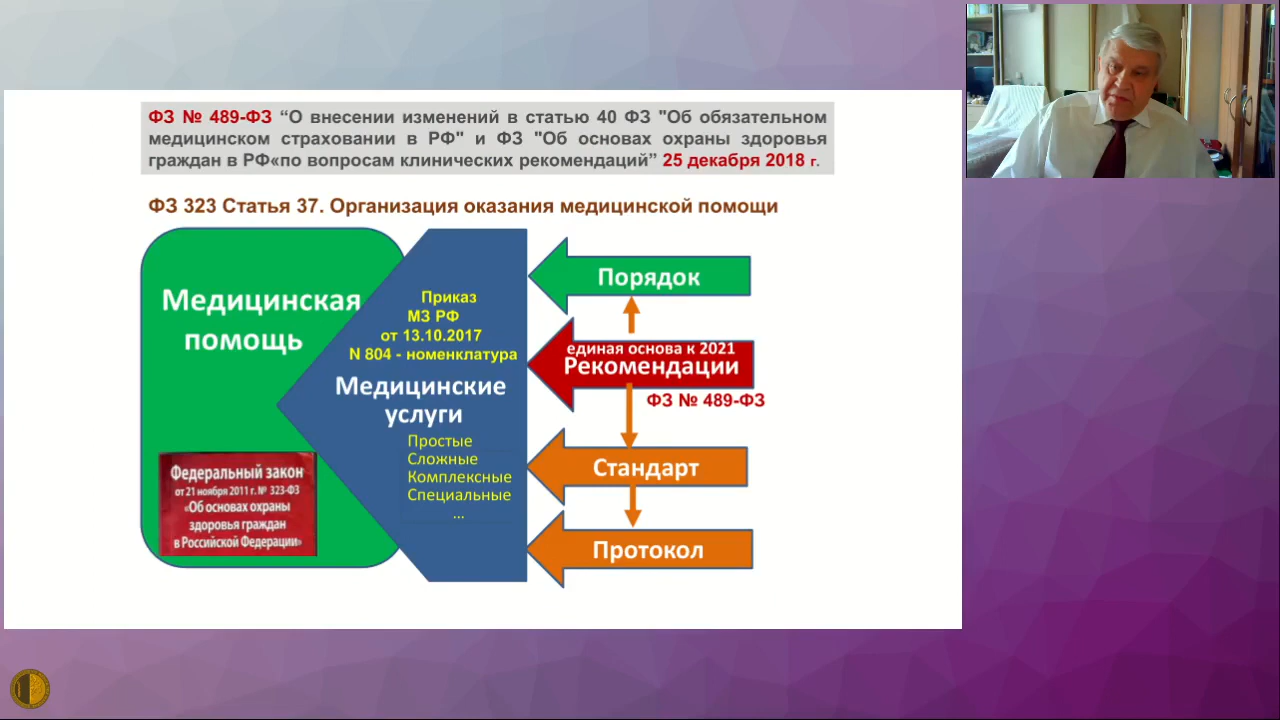 ФЗ № 489-ФЗ “О внесении изменений в статью 40 ФЗ "Об обязательном
медицинском страховании в РФ" и ФЗ "Об основах охраны здоровья
граждан в РФ«по вопросам клинических рекомендаций” 25 декабря 2018 г.
ФЗ 323 Статья 37. Организация оказания медицинской помощи
Медицинская
помощь
Федеральный закон
от 21 ноября 2011 г. № 323-ФЗ
«Об основах охраны
здоровья граждан
в Российской Федерации»
Приказ
МЗ РФ
от 13.10.2017
N 804 - номенклатура
Медицинские
услуги
Простые
Сложные
Комплексные
Специальные
...
Порядок
единая основа к 2021
Рекомендации
ФЗ № 489-ФЗ
Стандарт
Протокол